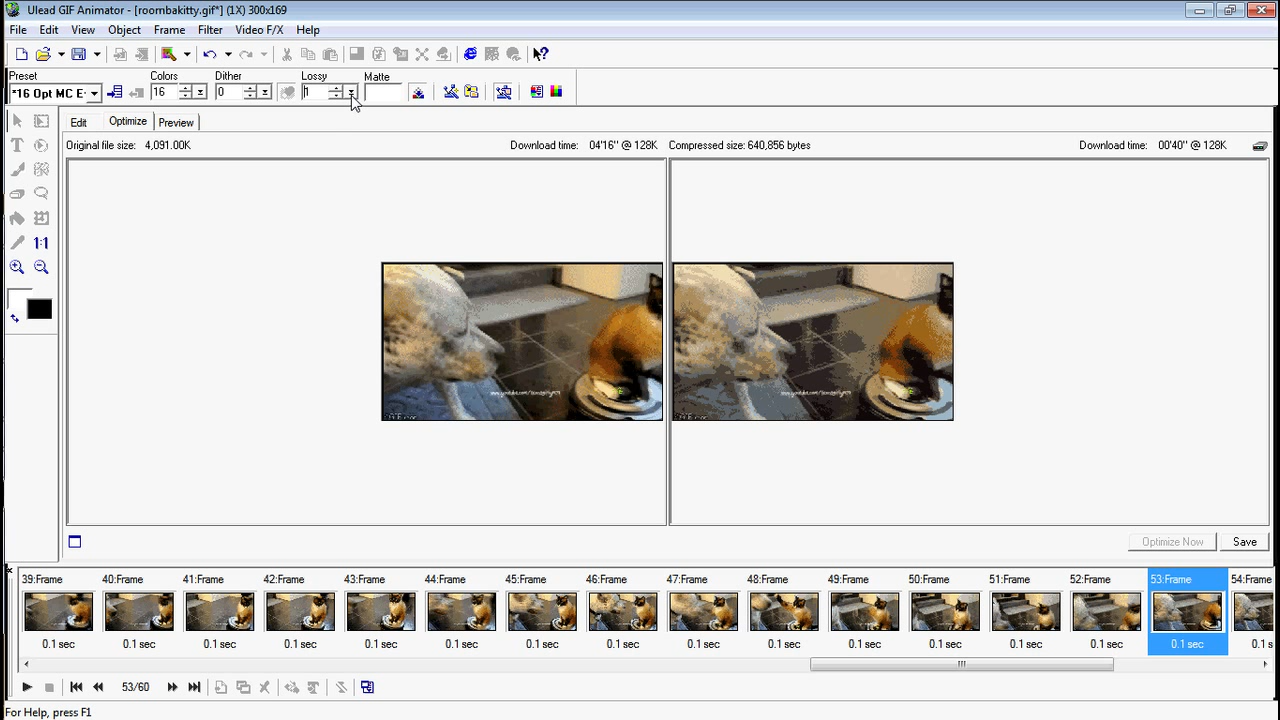 Ulead GIF Animator - [roornbakitty.gif*] (1X) 300x169
File Edit View Object Frame Filter Video F/X Help
Preset Colors Dither Lossy Matte
*16 Opt MC E 16 0 1
Edit Optimize Preview
Original file size: 4,091.00K Download time: 04'16" @ 128K Compressed size: 640,856 bytes Download time: 00'40" @ 128K
T
1:1
Optimize Now Save
39:Frame 40:Frame 41:Frame 42:Frame 43:Frame 44:Frame 45:Frame 46:Frame 47:Frame 48:Frame 49:Frame 50:Frame 51:Frame 52:Frame 53:Frame 54:Frame
0.1 sec 0.1 sec 0.1 sec 0.1 sec 0.1 sec 0.1 sec 0.1 sec 0.1 sec 0.1 sec 0.1 sec 0.1 sec 0.1 sec 0.1 sec 0.1 sec 0.1 sec 0.1 s
53/60
For Help, press F1